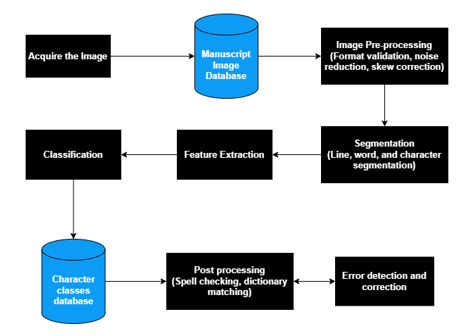 Acquire the Image
Manuscript
Image
Database
Image Pre-processing
(Format validation, noise
reduction, skew correction)
Segmentation
(Line, word, and character
segmentation)
Feature Extraction
Classification
Character
classes
database
Post processing
(Spell checking, dictionary
matching)
Error detection and
correction